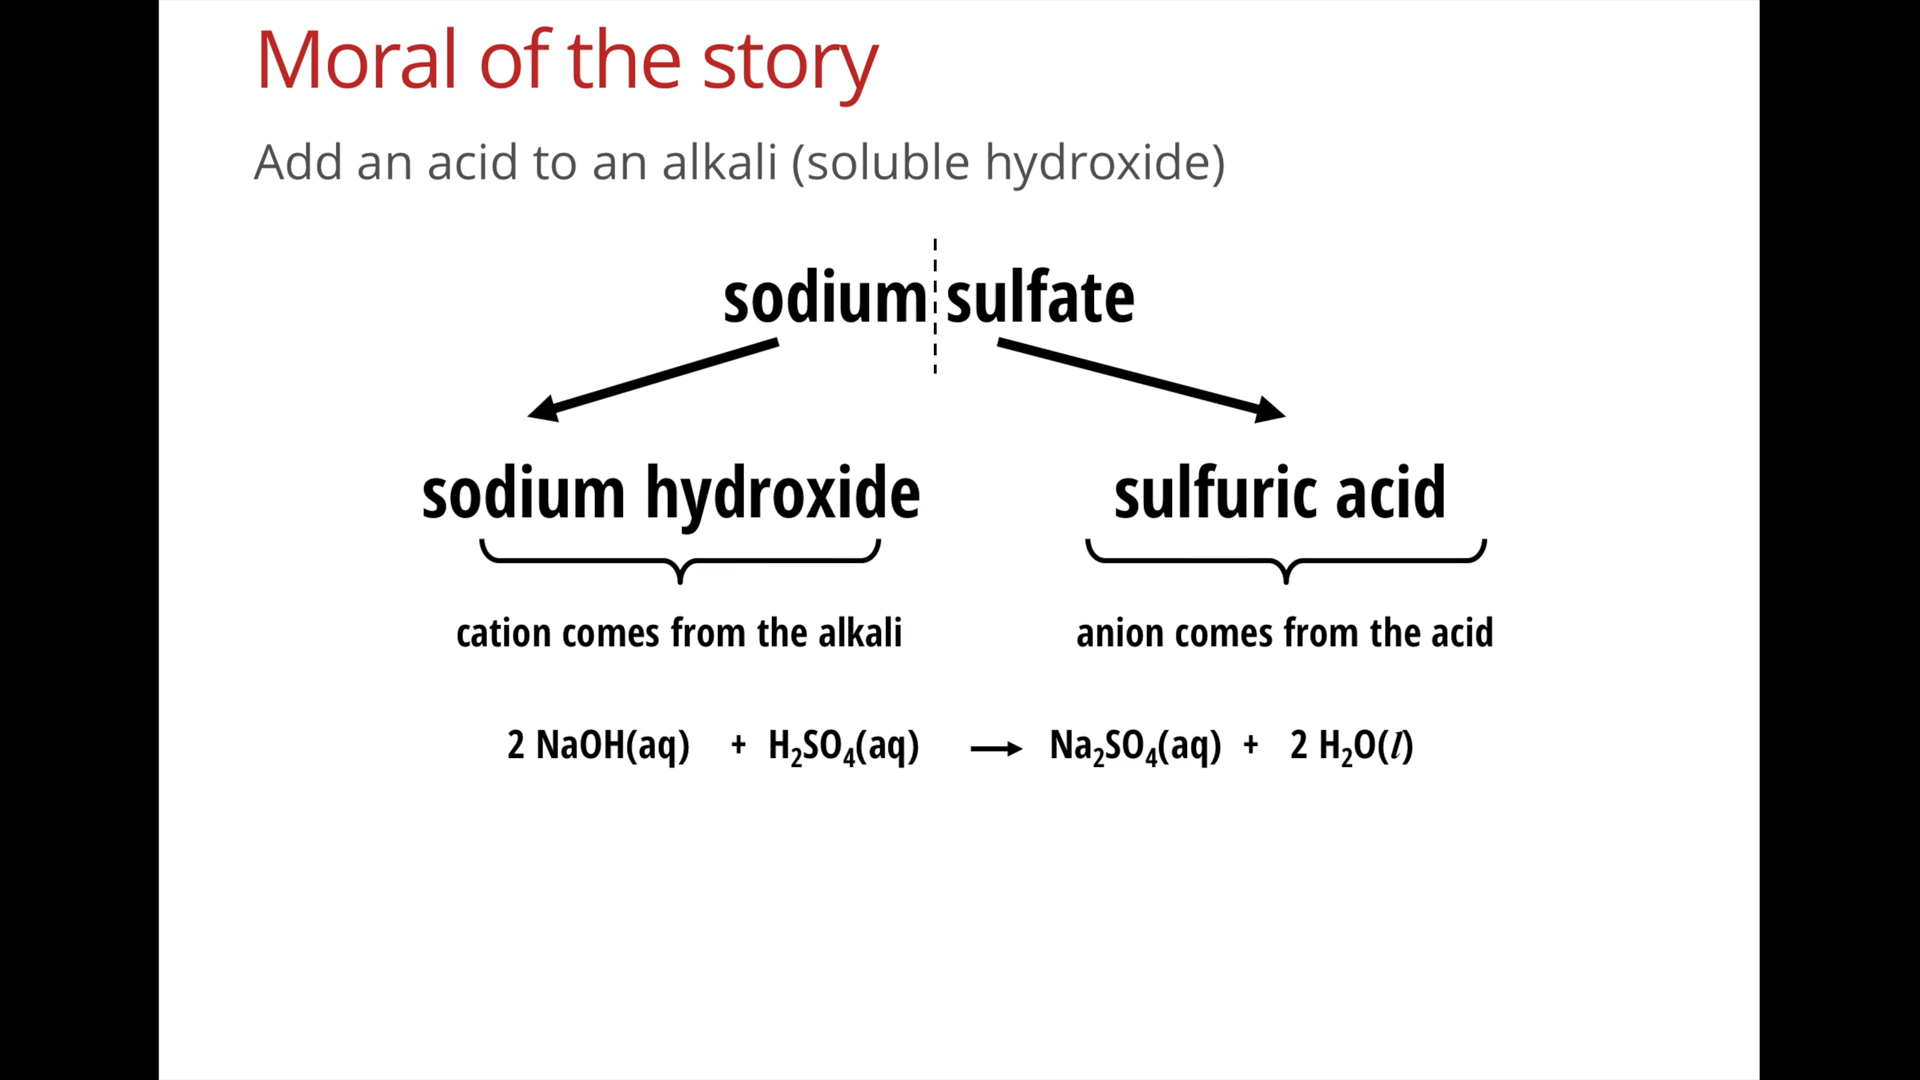 Moral of the story
Add an acid to an alkali (soluble hydroxide)
sodium sulfate
sodium hydroxide sulfuric acid
cation comes from the alkali anion comes from the acid
2 NaOH(aq) + H₂SO₄(aq) ⟶ Na₂SO₄(aq) + 2 H₂O(l)